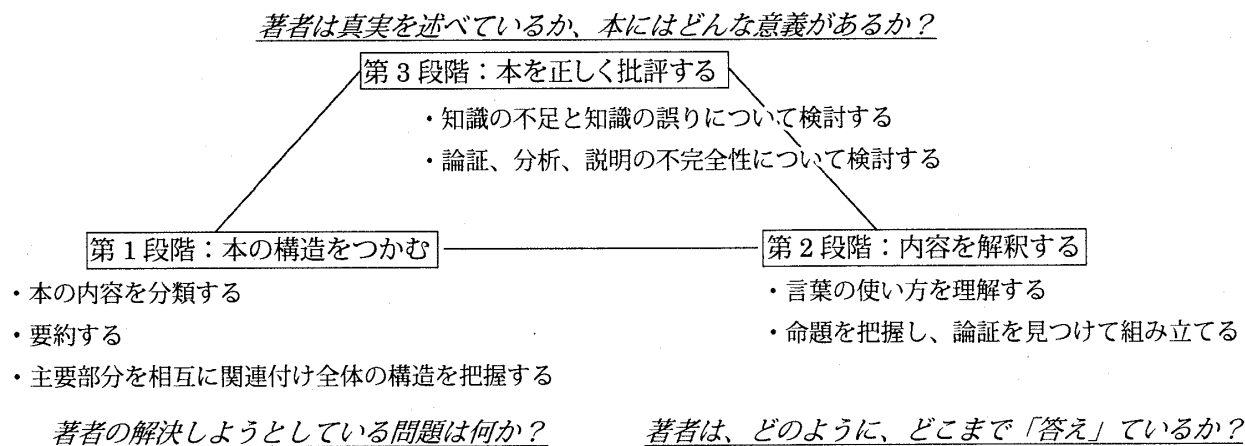 著者は真実を述べているか、本にはどんな意義があるか？
第3段階：本を正しく批評する
・知識の不足と知識の誤りについて検討する
・論証、分析、説明の不完全性について検討する
第1段階：本の構造をつかむ
・本の内容を分類する
・要約する
・主要部分を相互に関連付け全体の構造を把握する
著者の解決しようとしている問題は何か？
第2段階：内容を解釈する
・言葉の使い方を理解する
・命題を把握し、論証を見つけて組み立てる
著者は、どのように、どこまで「答え」ているか？